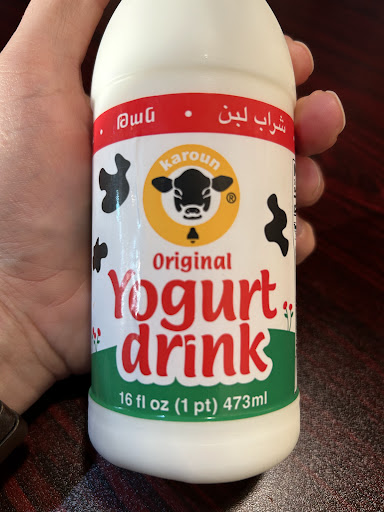 թան • شراب لبن
karoun
®
Original
Yogurt
drink
16 fl oz (1 pt) 473ml